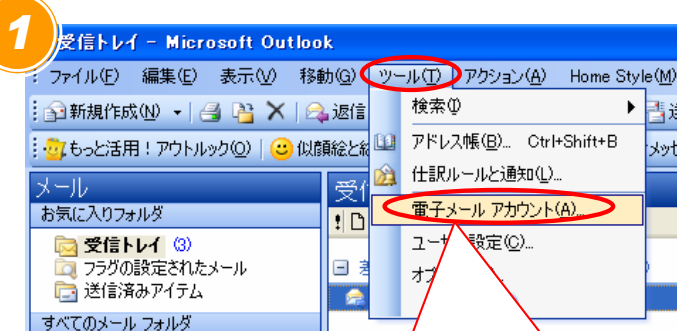 1
受信トレイ - Microsoft Outlook
ファイル(F) 編集(E) 表示(V) 移動(G) ツール(T) アクション(A) Home Style(M)
新規作成(N) 返信
もっと活用！アウトルック(O) 似顔絵と絵
検索(I)
アドレス帳(B)... Ctrl+Shift+B
仕訳ルールと通知(L)...
電子メール アカウント(A)...
ユーザ 設定(C)...
オプ
メール
お気に入りフォルダ
受信トレイ (3)
フラグの設定されたメール
送信済みアイテム
すべてのメール フォルダ
受信